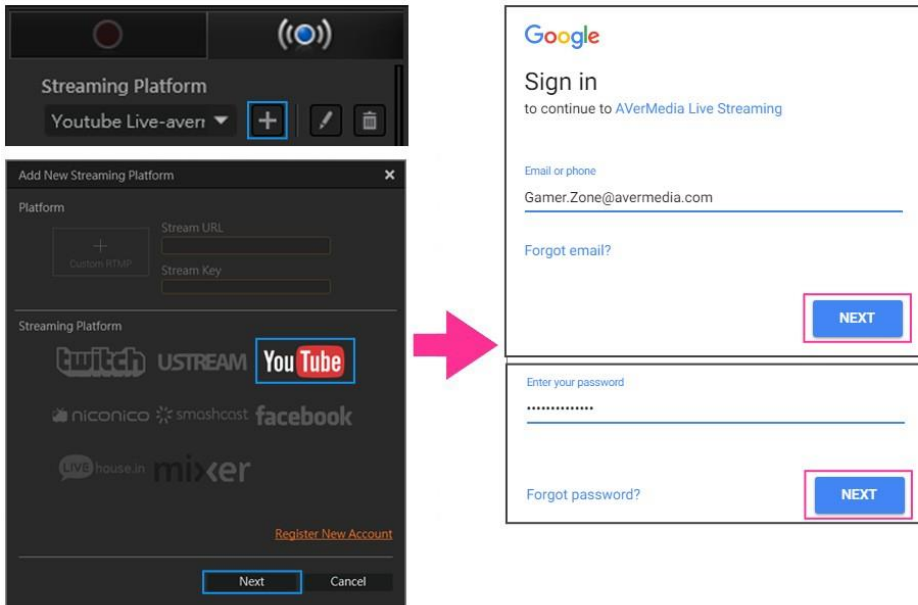 Streaming Platform
Youtube Live-avern
Add New Streaming Platform
Platform
Stream URL
Custom RTMP
Stream Key
Streaming Platform
twitch USTREAM YouTube
niconico smashcast facebook
LIVE house.in mixer
Register New Account
Next Cancel
Google
Sign in
to continue to AVerMedia Live Streaming
Email or phone
Gamer.Zone@avermedia.com
Forgot email?
NEXT
Enter your password
Forgot password? NEXT